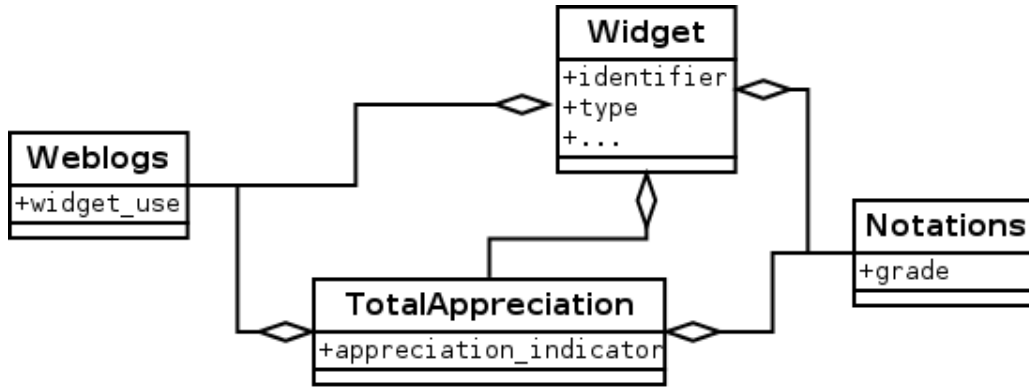 Widget
+identifier
+type
+...
Weblogs
+widget_use
Notations
+grade
TotalAppreciation
+appreciation_indicator